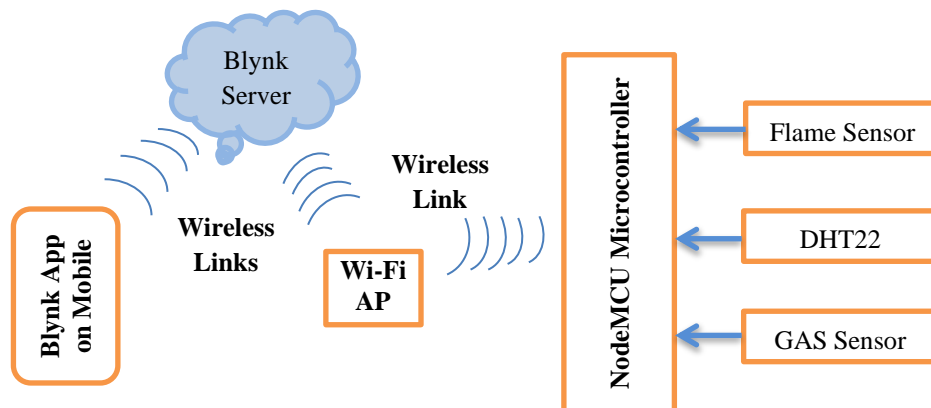 Blynk
Server
Wireless
Link
Wireless
Links
Blynk App
on Mobile
Wi-Fi
AP
NodeMCU Microcontroller
Flame Sensor
DHT22
GAS Sensor